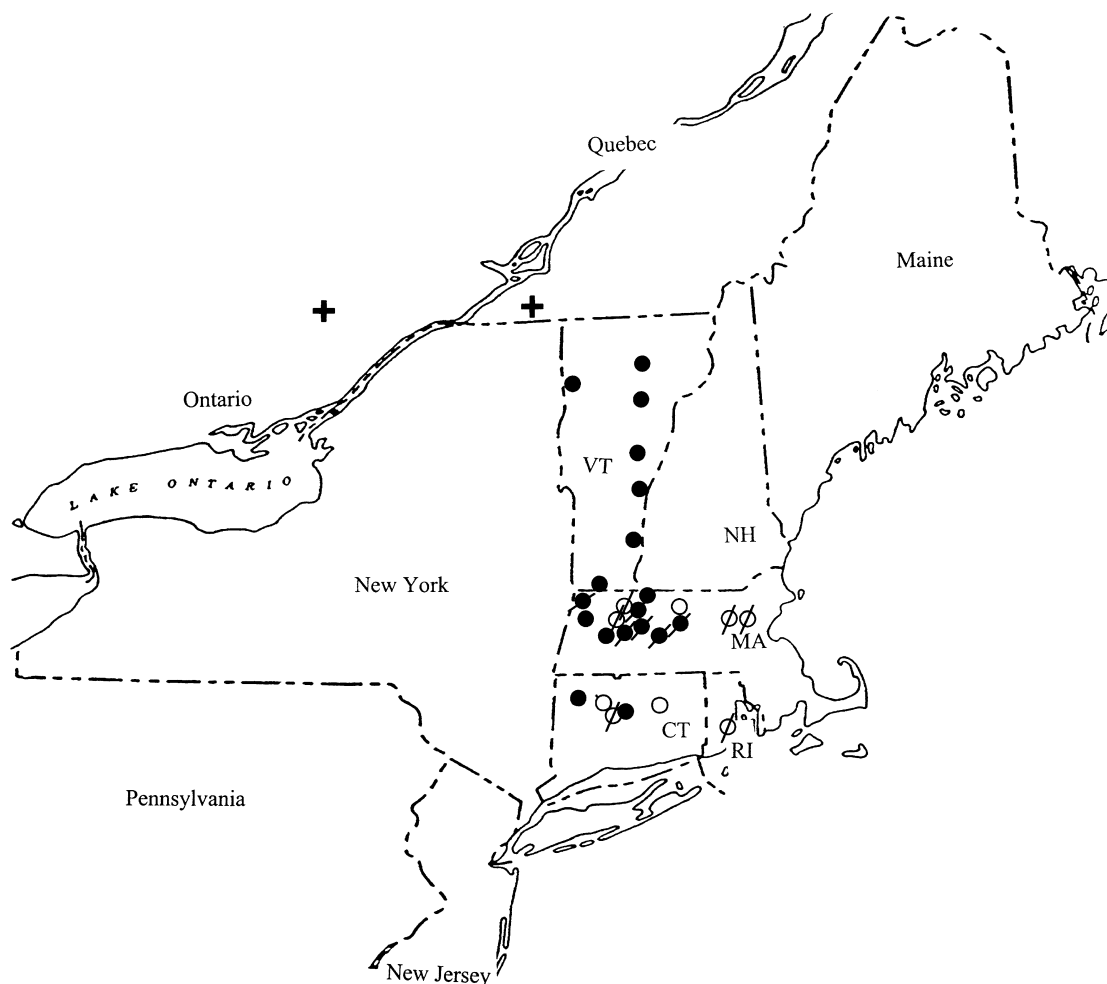 Quebec
Maine
Ontario
LAKE ONTARIO
VT
NH
New York
MA
CT
RI
Pennsylvania
New Jersey